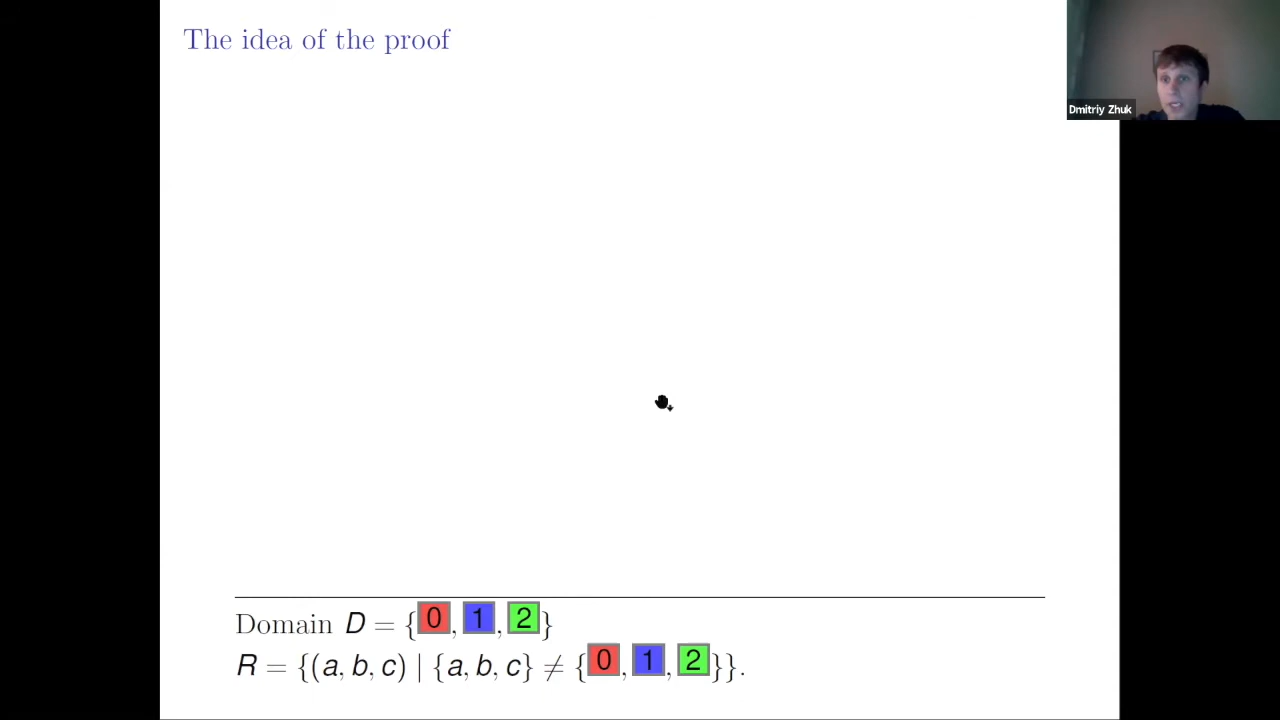 The idea of the proof
Dmitriy Zhuk
Domain D = {0, 1, 2}
R = {(a, b, c) | {a, b, c} ≠ {0, 1, 2}}.